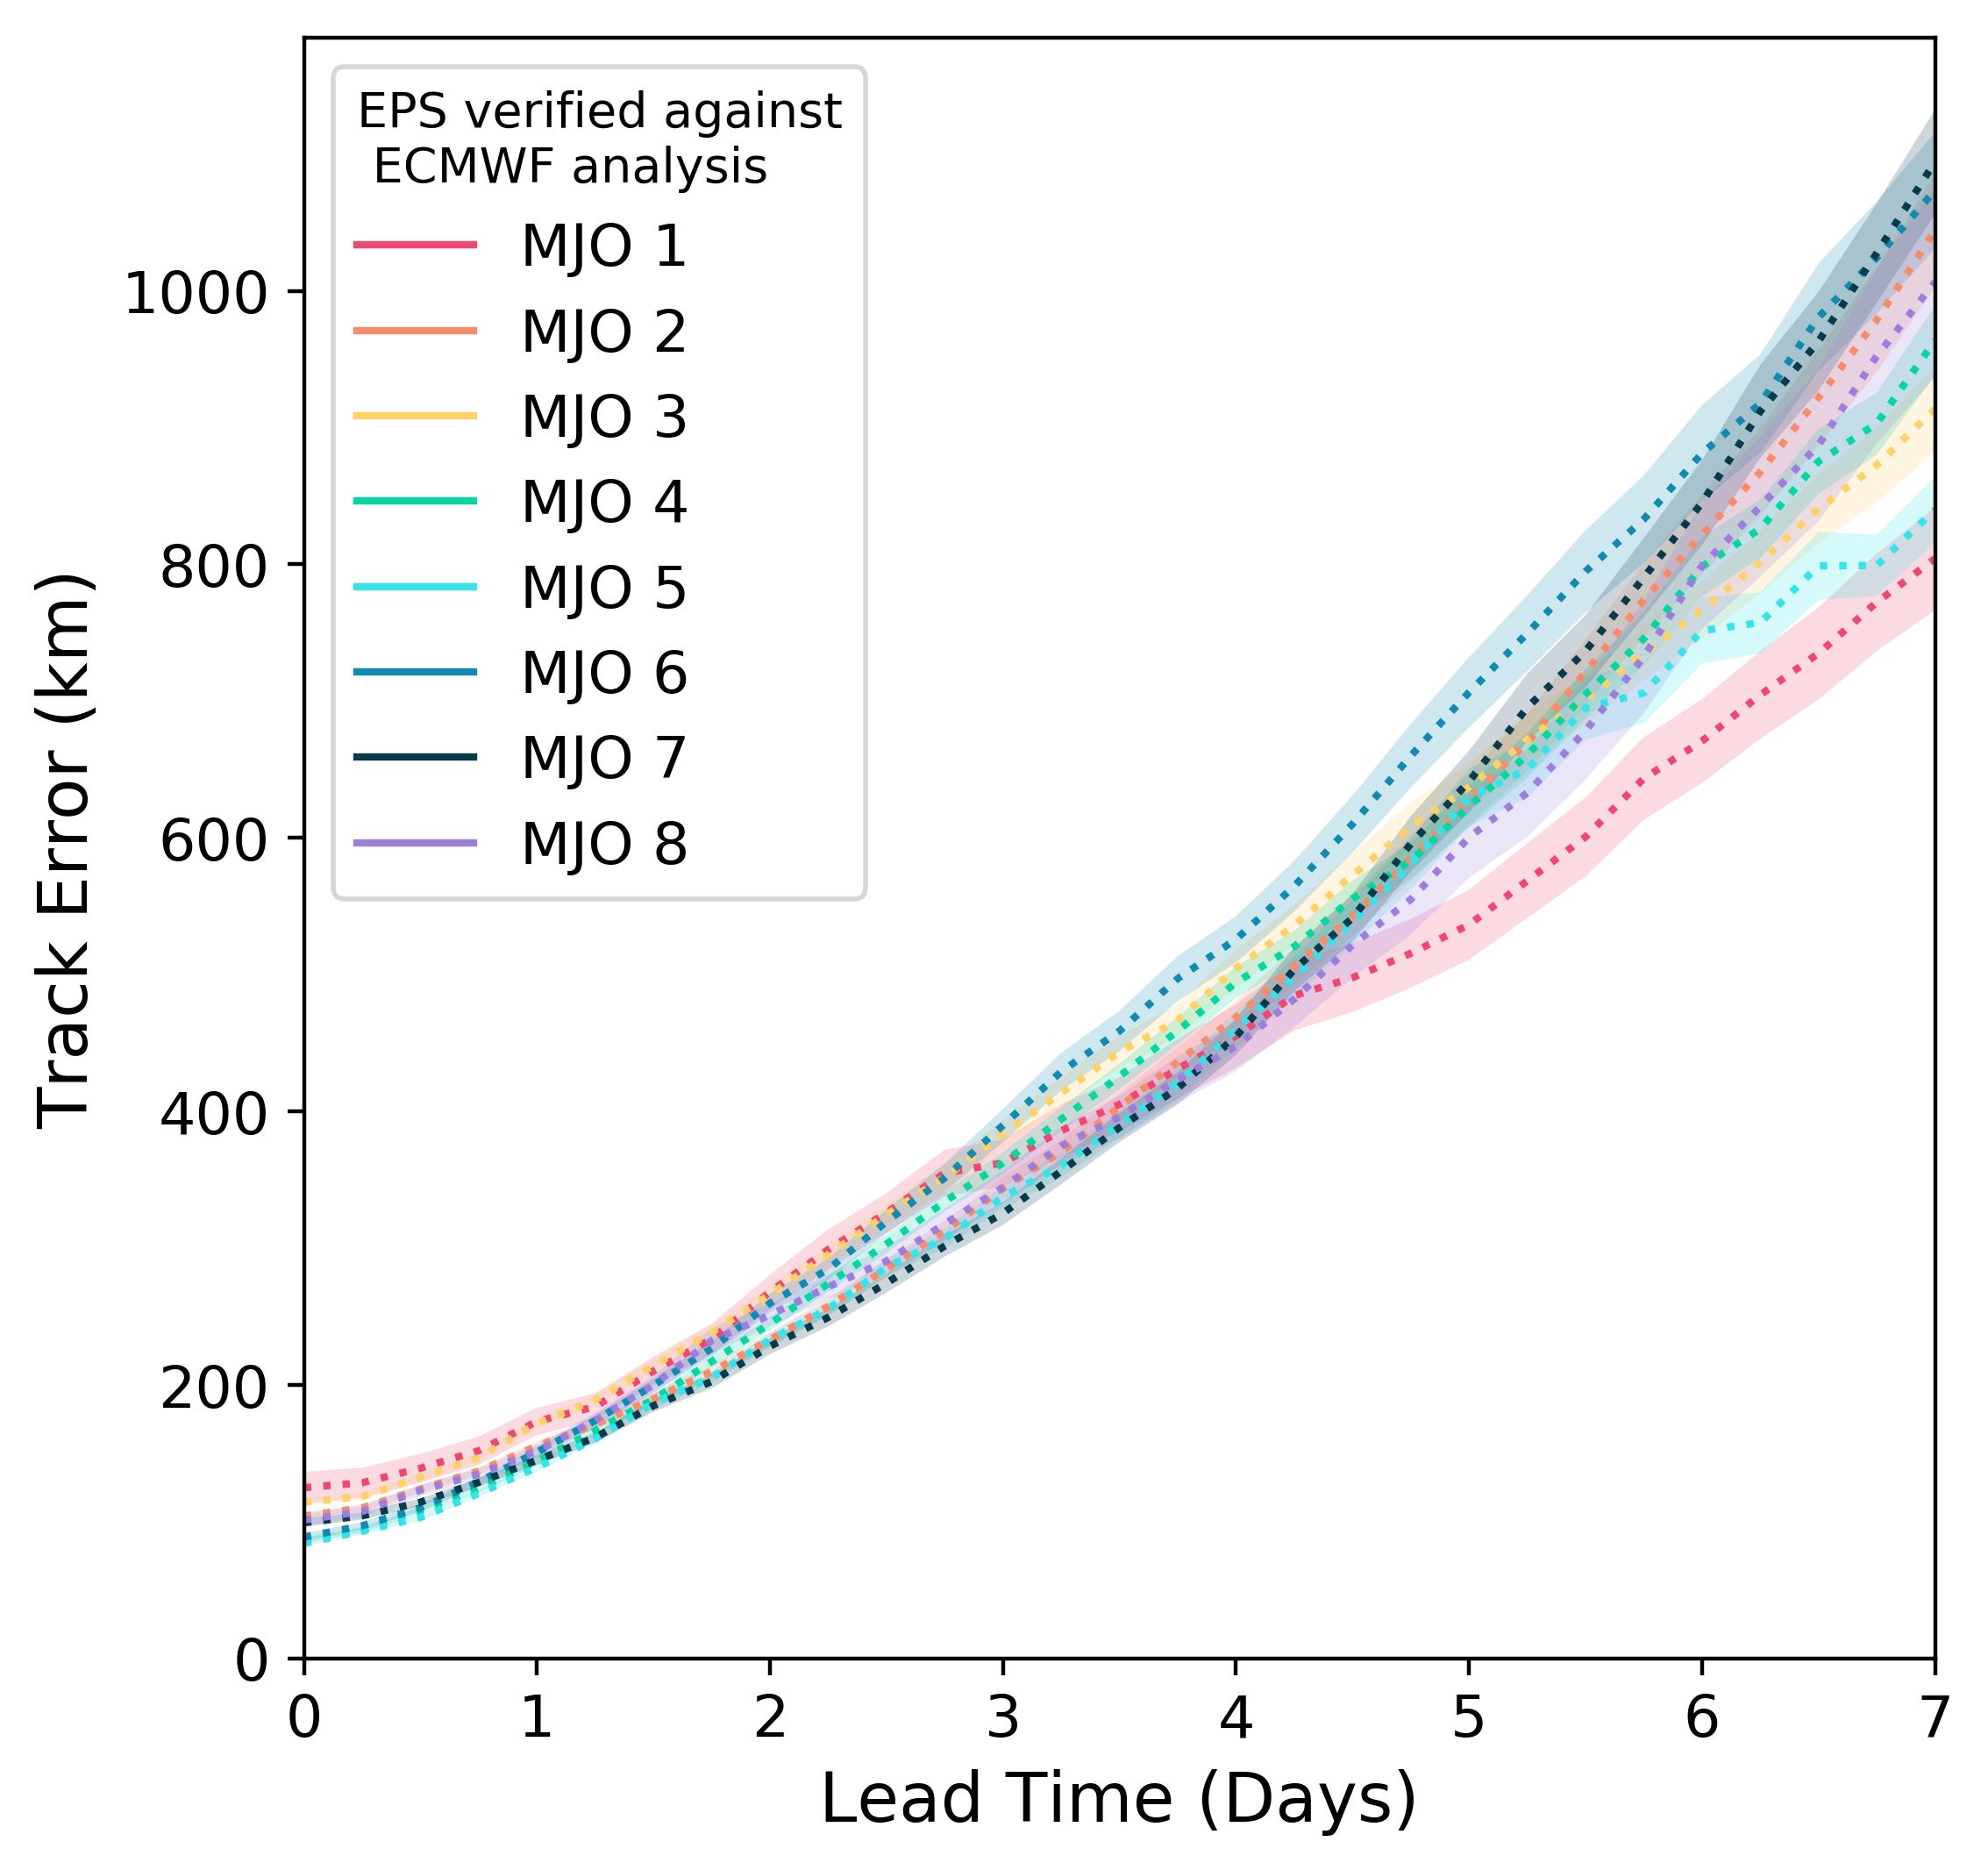 EPS verified against
ECMWF analysis
MJO 1
MJO 2
MJO 3
MJO 4
MJO 5
MJO 6
MJO 7
MJO 8
1000
800
600
400
200
0
Track Error (km)
0 1 2 3 4 5 6 7
Lead Time (Days)